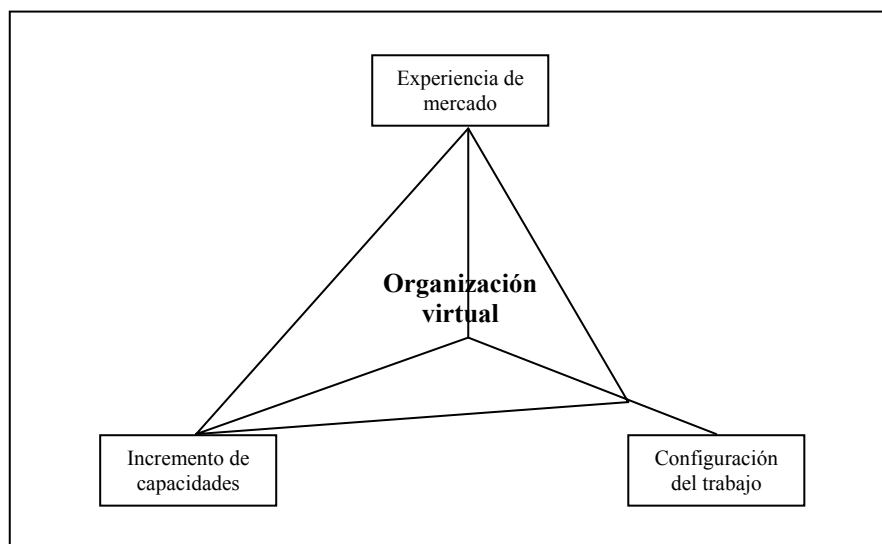 Experiencia de
mercado
Organización
virtual
Incremento de
capacidades
Configuración
del trabajo